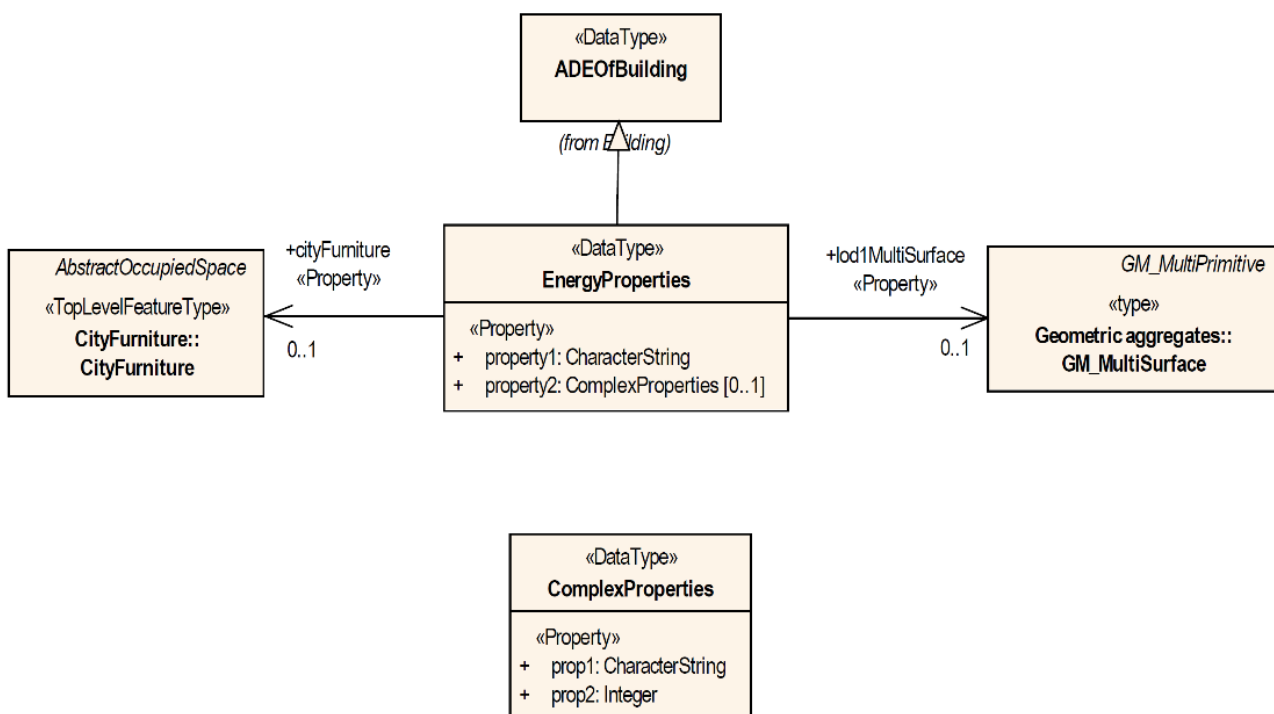 «DataType»
ADEOfBuilding
(from Building)
AbstractOccupiedSpace
«TopLevelFeatureType»
CityFurniture::
CityFurniture
+cityFurniture
«Property»
0..1
«DataType»
EnergyProperties
«Property»
+ property1: CharacterString
+ property2: ComplexProperties [0..1]
+lod1MultiSurface
«Property»
0..1
GM_MultiPrimitive
«type»
Geometric aggregates::
GM_MultiSurface
«DataType»
ComplexProperties
«Property»
+ prop1: CharacterString
+ prop2: Integer